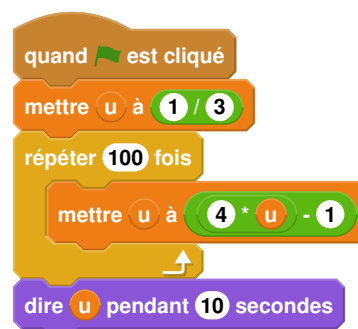 quand est cliqué
mettre u à 1 / 3
répéter 100 fois
mettre u à 4 * u - 1
dire u pendant 10 secondes